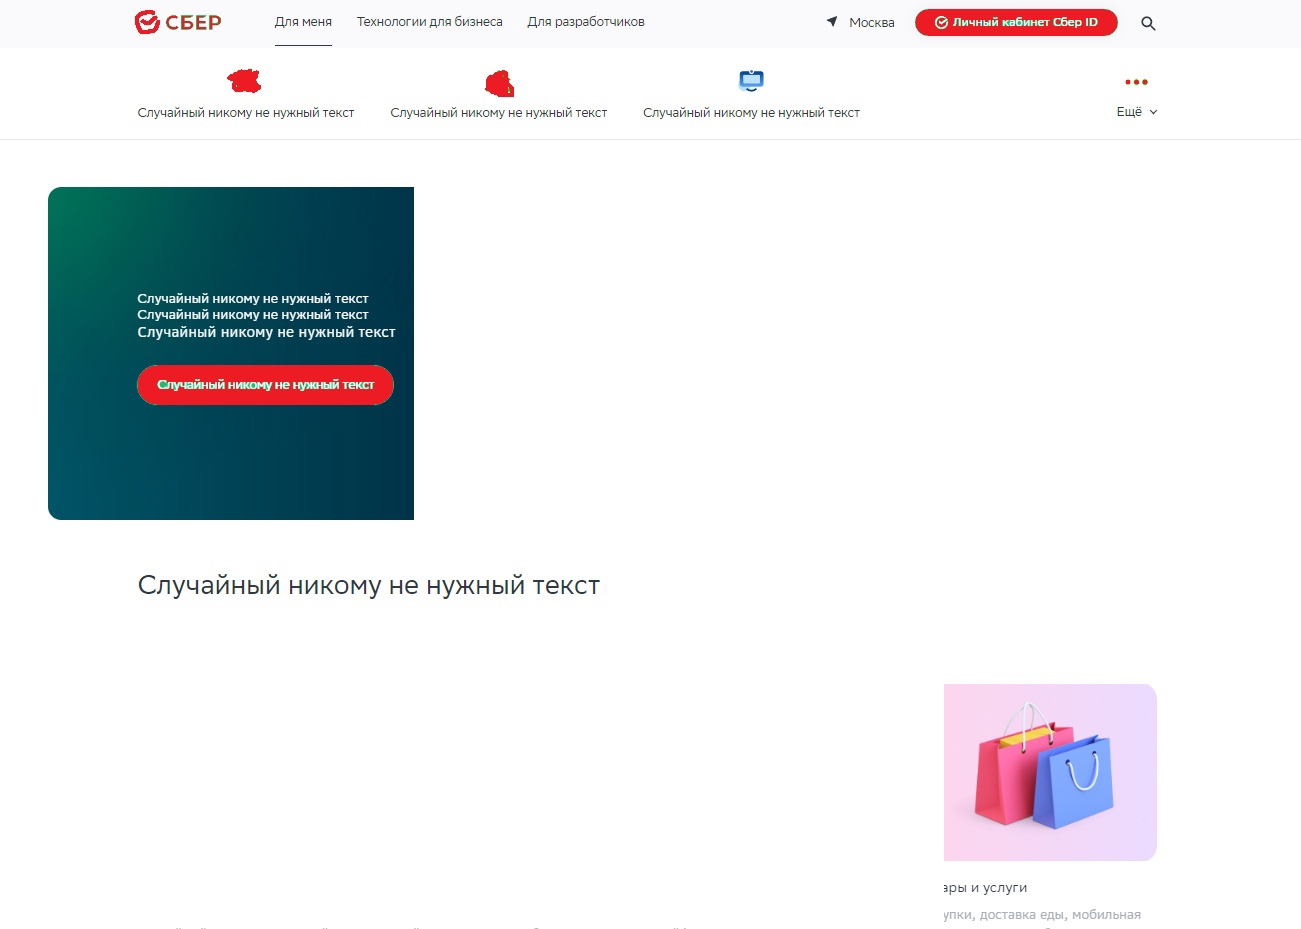 СБЕР Для меня Технологии для бизнеса Для разработчиков Москва Личный кабинет Сбер ID
Случайный никому не нужный текст Случайный никому не нужный текст Случайный никому не нужный текст Ещё
Случайный никому не нужный текст
Случайный никому не нужный текст
Случайный никому не нужный текст
Случайный никому не нужный текст
Случайный никому не нужный текст
ары и услуги
упки, доставка еды, мобильная